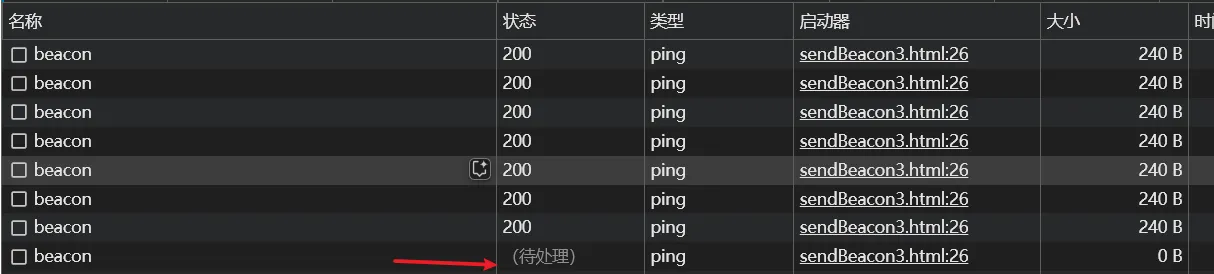 名称 状态 类型 启动器 大小
beacon 200 ping sendBeacon3.html:26 240 B
beacon 200 ping sendBeacon3.html:26 240 B
beacon 200 ping sendBeacon3.html:26 240 B
beacon 200 ping sendBeacon3.html:26 240 B
beacon 200 ping sendBeacon3.html:26 240 B
beacon 200 ping sendBeacon3.html:26 240 B
beacon 200 ping sendBeacon3.html:26 240 B
beacon (待处理) ping sendBeacon3.html:26 0 B